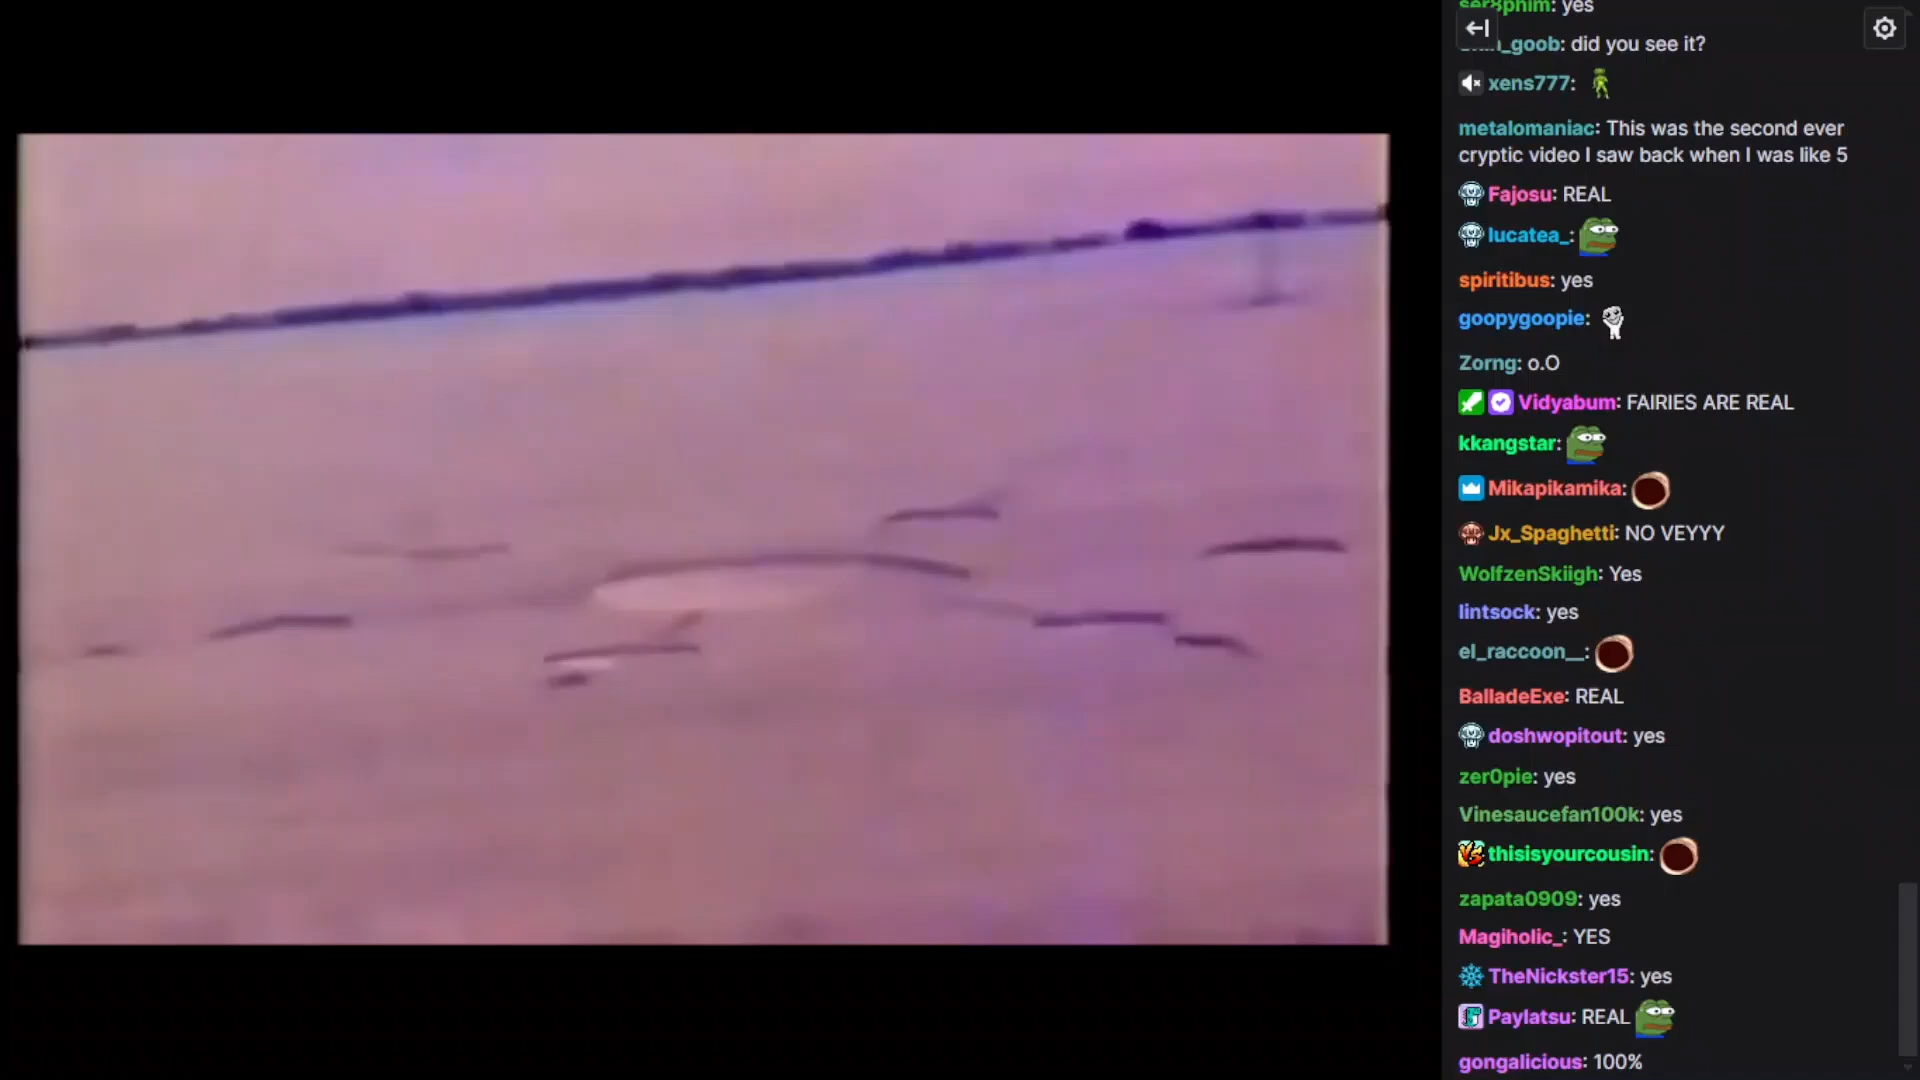 ser8phim: yes
_goob: did you see it?
xens777:
metalomaniac: This was the second ever
cryptic video I saw back when I was like 5
Fajosu: REAL
lucatea_:
spiritibus: yes
goopygoopie:
Zorng: o.O
Vidyabum: FAIRIES ARE REAL
kkangstar:
Mikapikamika:
Jx_Spaghetti: NO VEYYY
WolfzenSkiigh: Yes
lintsock: yes
el_raccoon__:
BalladeExe: REAL
doshwopitout: yes
zer0pie: yes
Vinesaucefan100k: yes
thisisyourcousin:
zapata0909: yes
Magiholic_: YES
TheNickster15: yes
Paylatsu: REAL
gongalicious: 100%